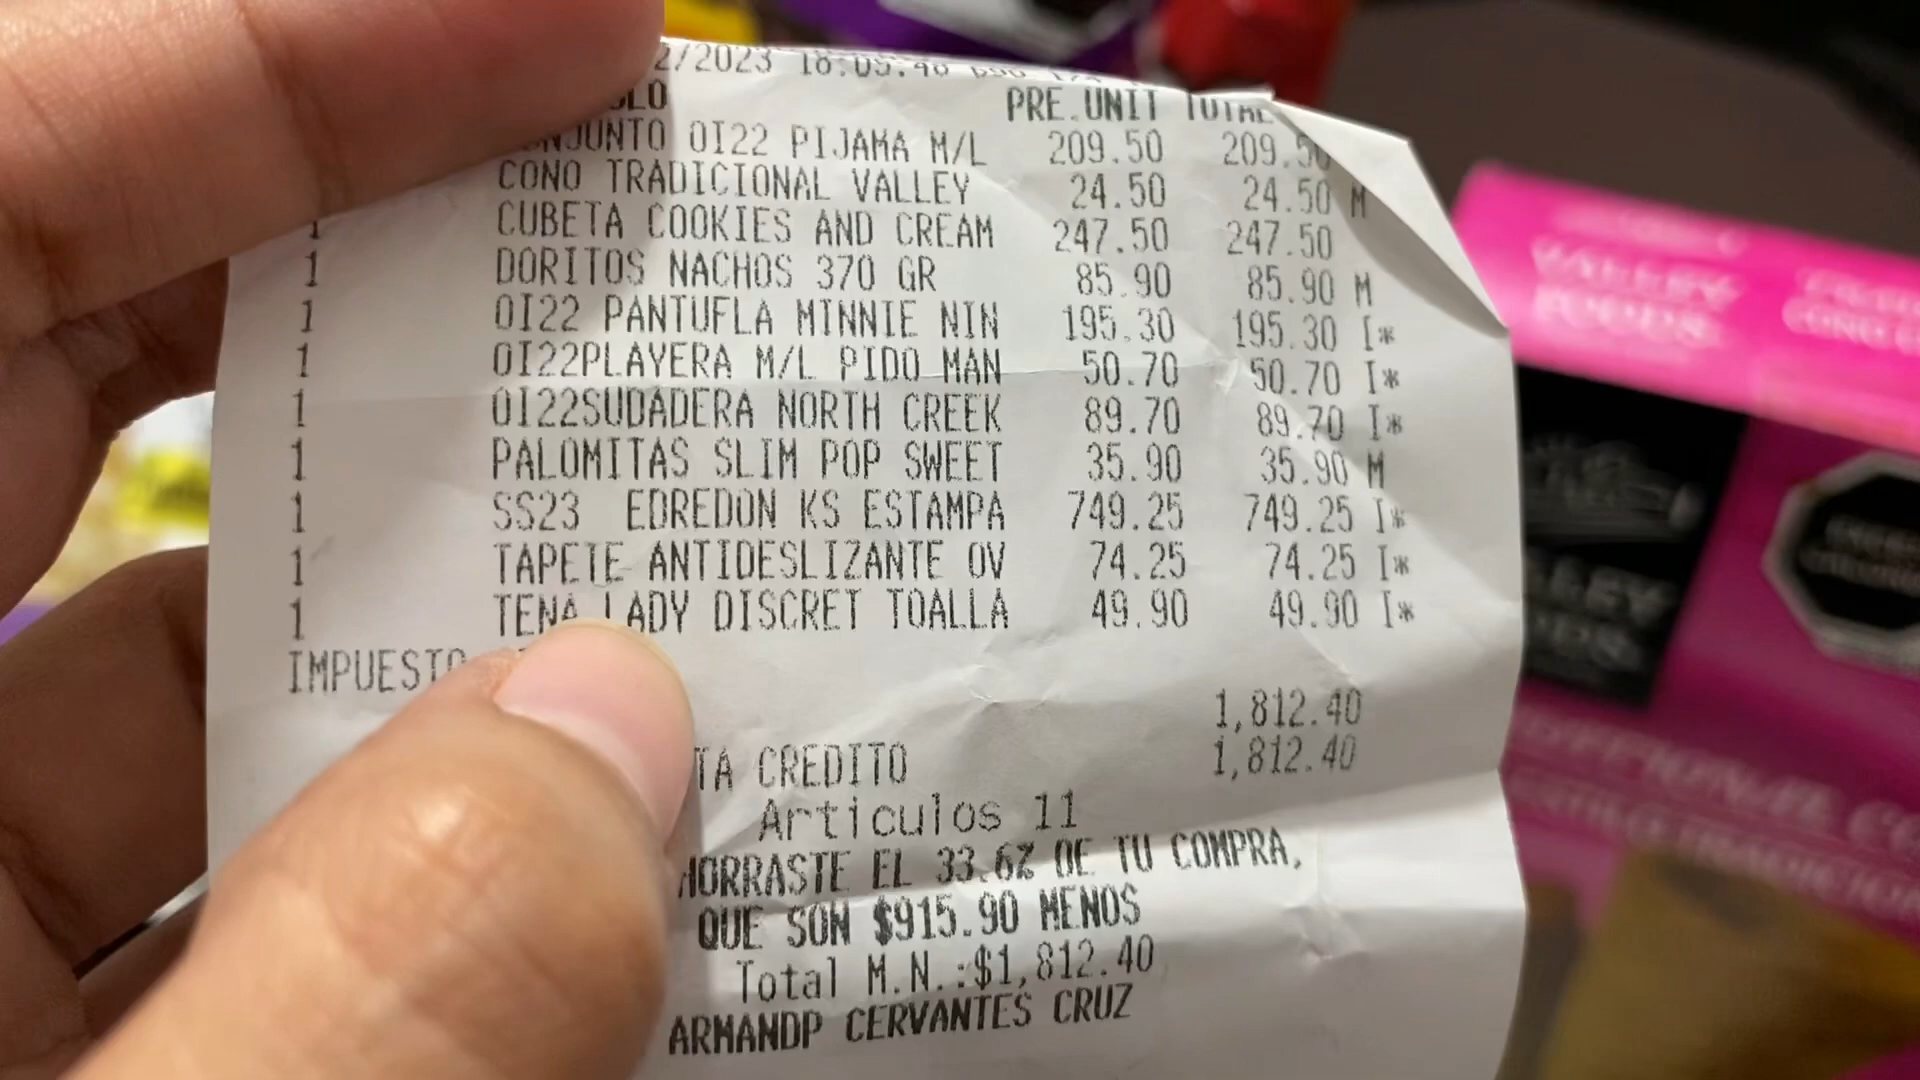 2/2023 18:05:48
PRE.UNIT TOTAL
CONJUNTO OI22 PIJAMA M/L 209.50 209.50
CONO TRADICIONAL VALLEY 24.50 24.50 M
1 CUBETA COOKIES AND CREAM 247.50 247.50
1 DORITOS NACHOS 370 GR 85.90 85.90 M
1 OI22 PANTUFLA MINNIE NIN 195.30 195.30 I*
1 OI22PLAYERA M/L PIDO MAN 50.70 50.70 I*
1 OI22SUDADERA NORTH CREEK 89.70 89.70 I*
1 PALOMITAS SLIM POP SWEET 35.90 35.90 M
1 SS23 EDREDON KS ESTAMPA 749.25 749.25 I*
1 TAPETE ANTIDESLIZANTE OV 74.25 74.25 I*
1 TENA LADY DISCRET TOALLA 49.90 49.90 I*
IMPUESTO
1,812.40
TA CREDITO 1,812.40
Articulos 11
HORRASTE EL 33.6% DE TU COMPRA,
QUE SON $915.90 MENOS
Total M.N.:$1,812.40
ARMANDP CERVANTES CRUZ
VALLEY
FOODS